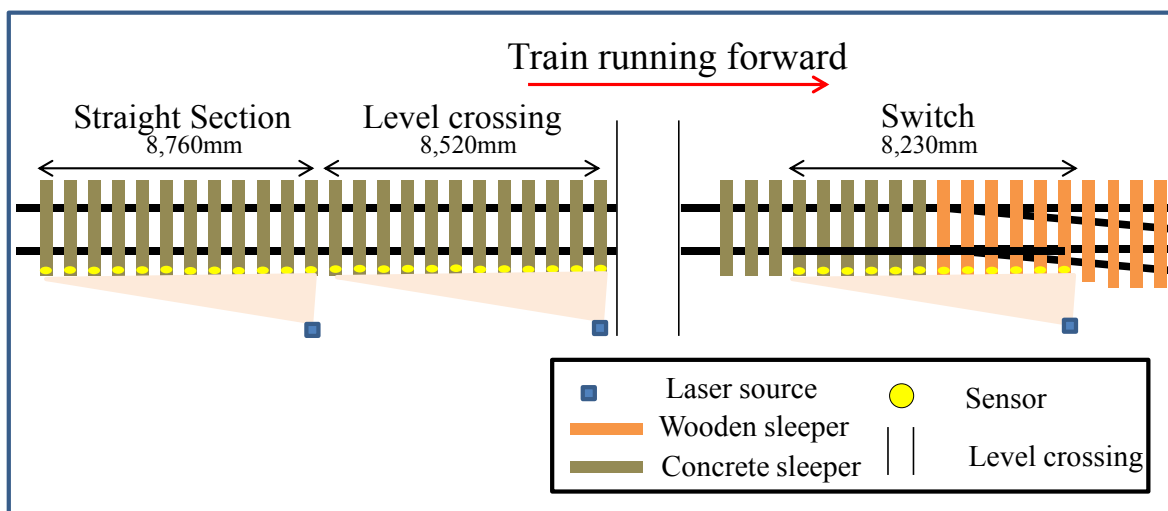 Train running forward
Straight Section
8,760mm
Level crossing
8,520mm
Switch
8,230mm
Laser source
Sensor
Wooden sleeper
Level crossing
Concrete sleeper